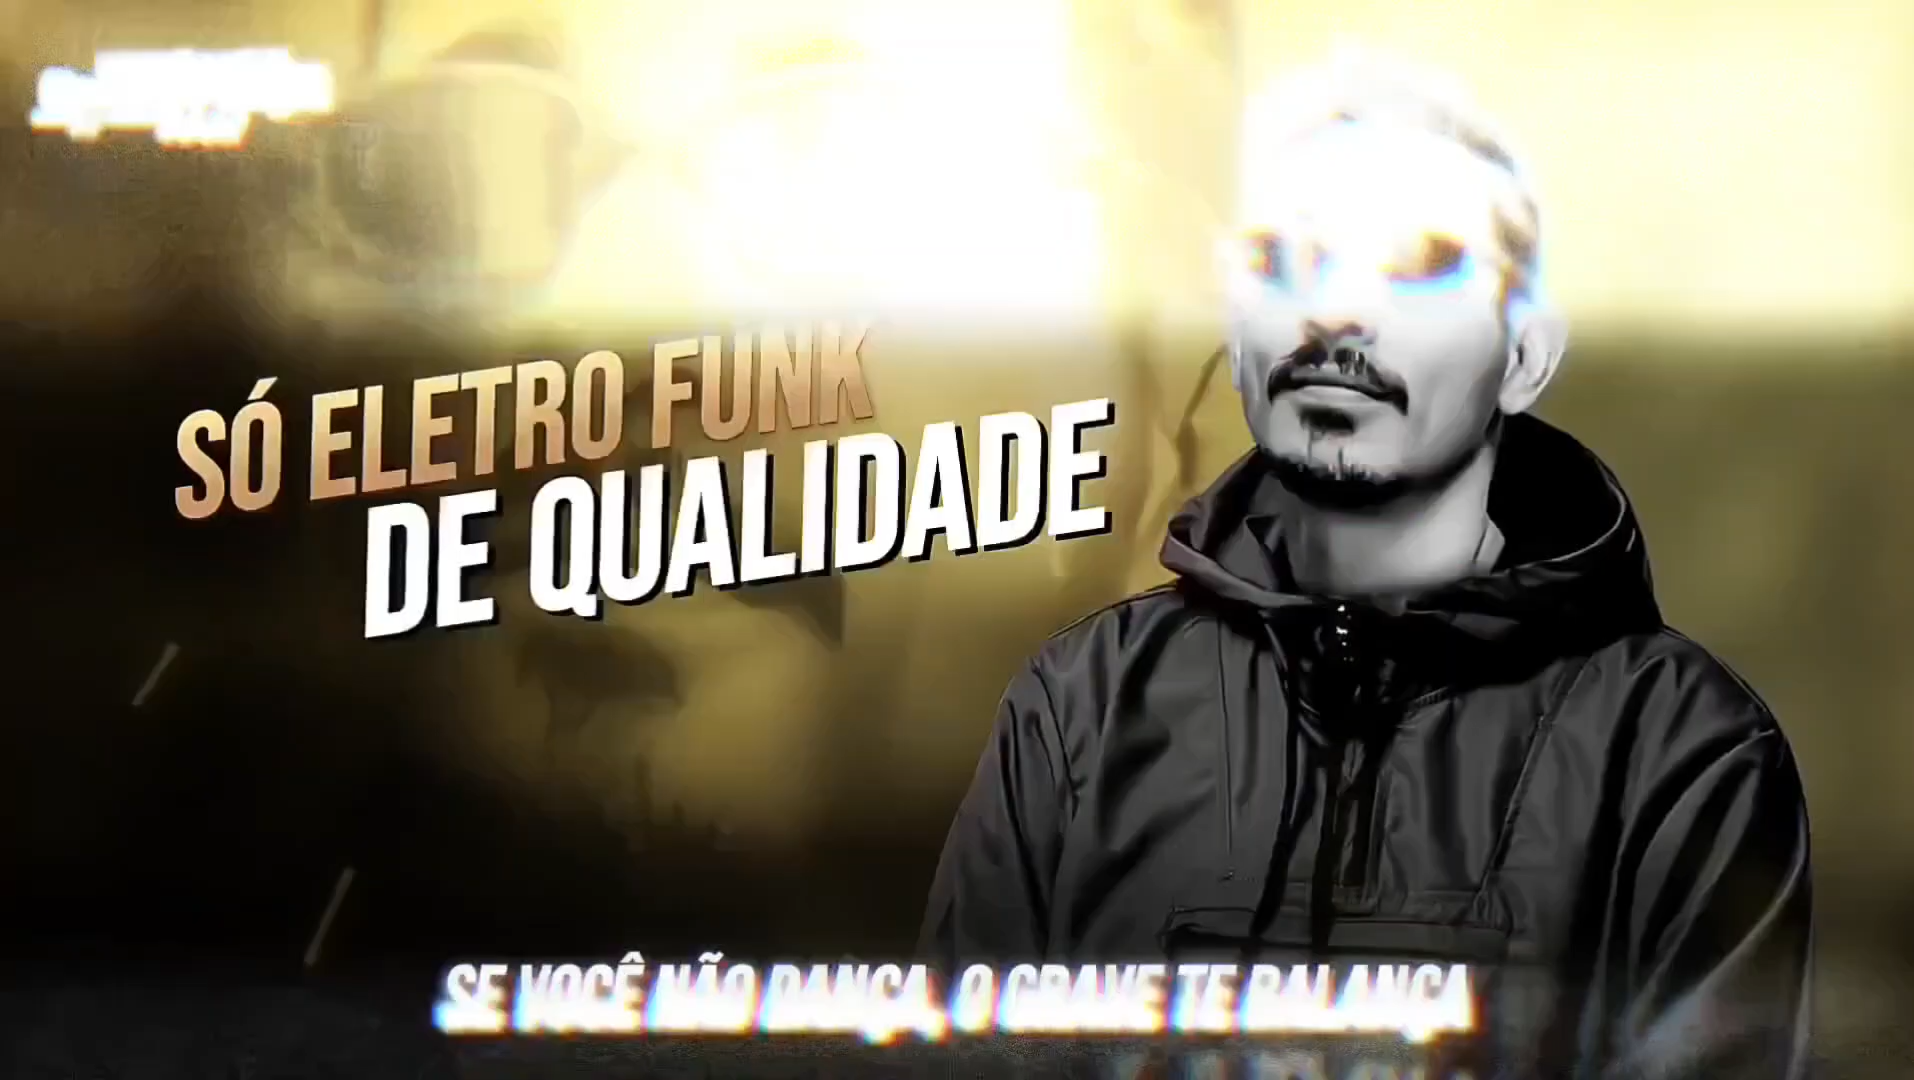 SÓ ELETRO FUNK
DE QUALIDADE
SE VOCÊ NÃO DANÇA, O GRAVE TE BALANÇA